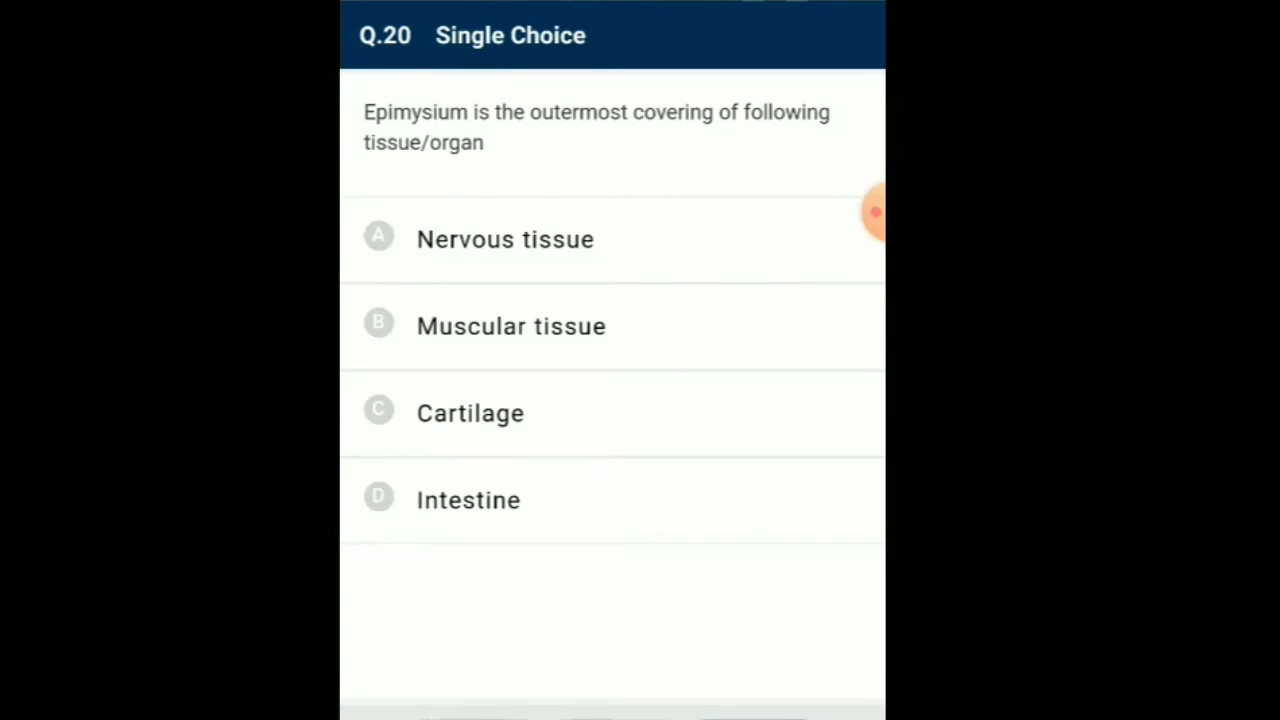 Q.20 Single Choice
Epimysium is the outermost covering of following
tissue/organ
A Nervous tissue
B Muscular tissue
C Cartilage
D Intestine